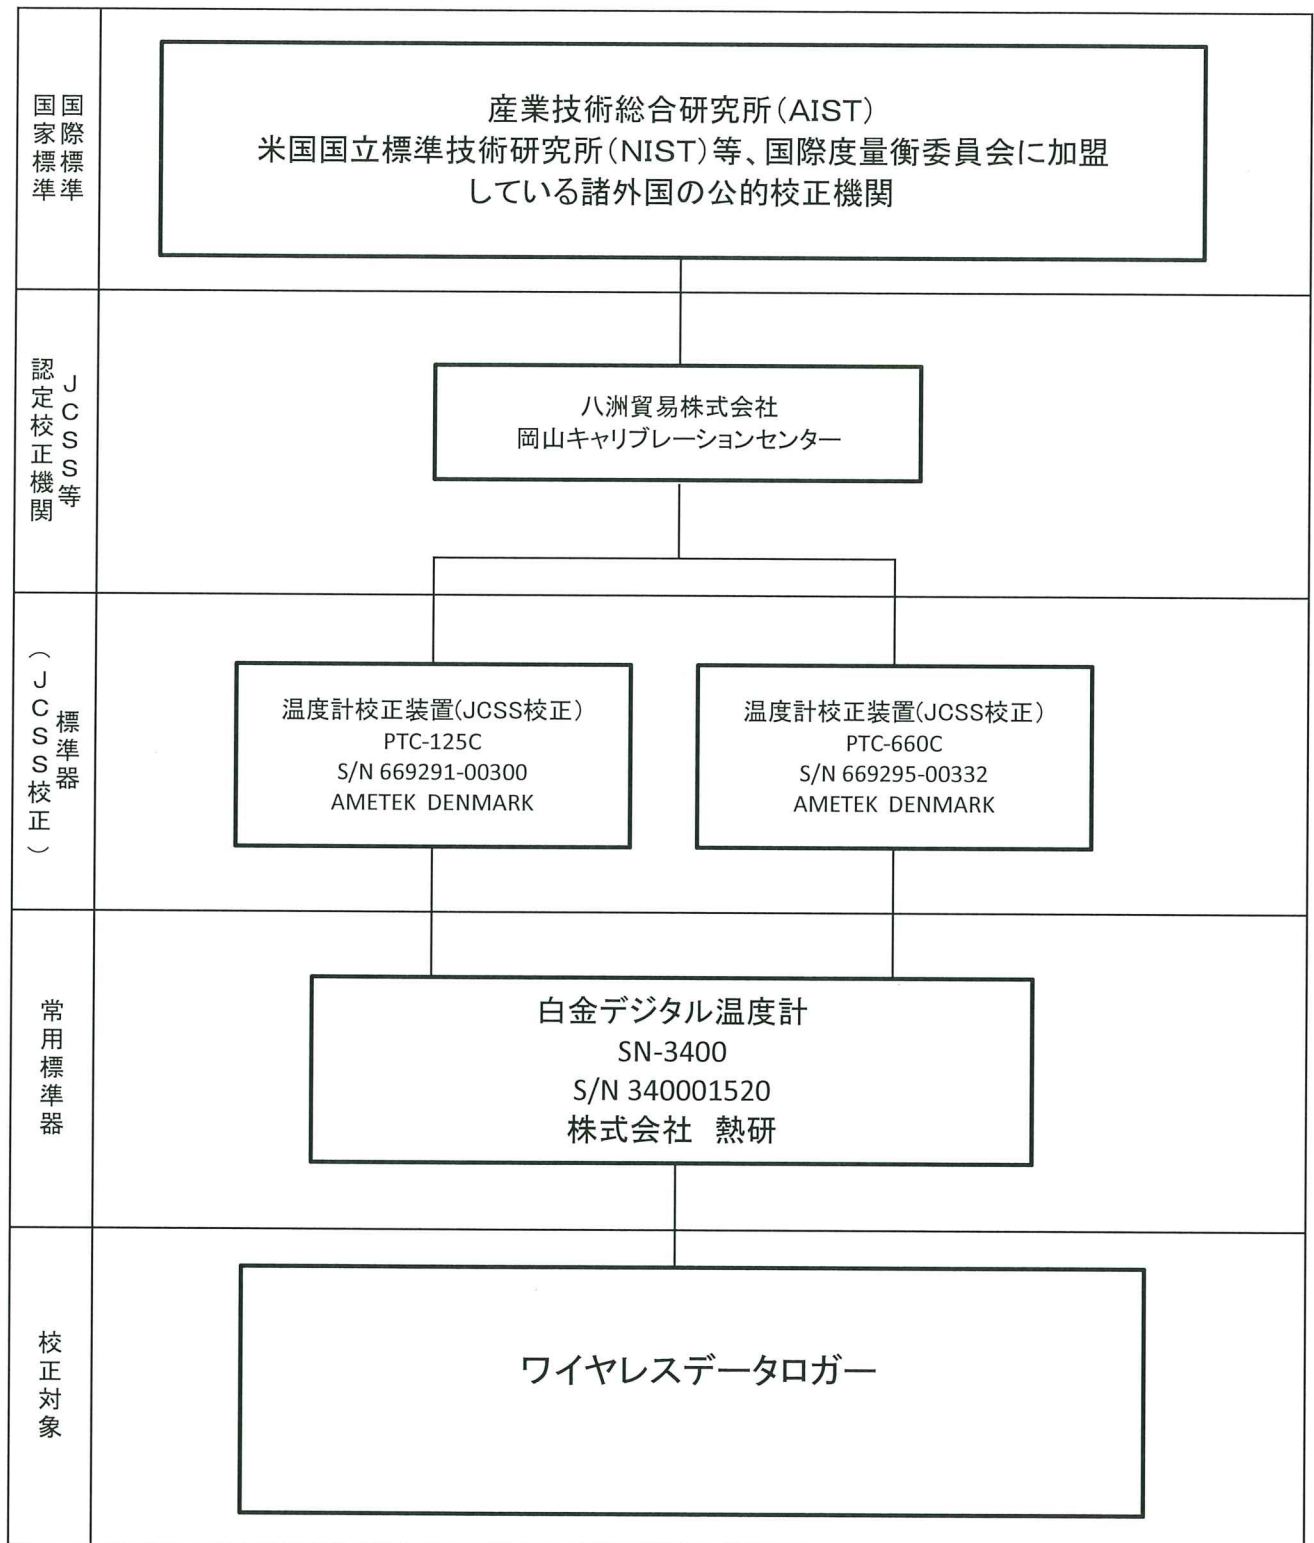 国際標準
国家標準
産業技術総合研究所（AIST）
米国国立標準技術研究所（NIST）等、国際度量衡委員会に加盟
している諸外国の公的校正機関
JCSS等
認定校正機関
八洲貿易株式会社
岡山キャリブレーションセンター
標準器
（JCSS校正）
温度計校正装置(JCSS校正）
PTC-125C
S/N 669291-00300
AMETEK DENMARK
温度計校正装置(JCSS校正）
PTC-660C
S/N 669295-00332
AMETEK DENMARK
常用標準器
白金デジタル温度計
SN-3400
S/N 340001520
株式会社　熱研
校正対象
ワイヤレスデータロガー